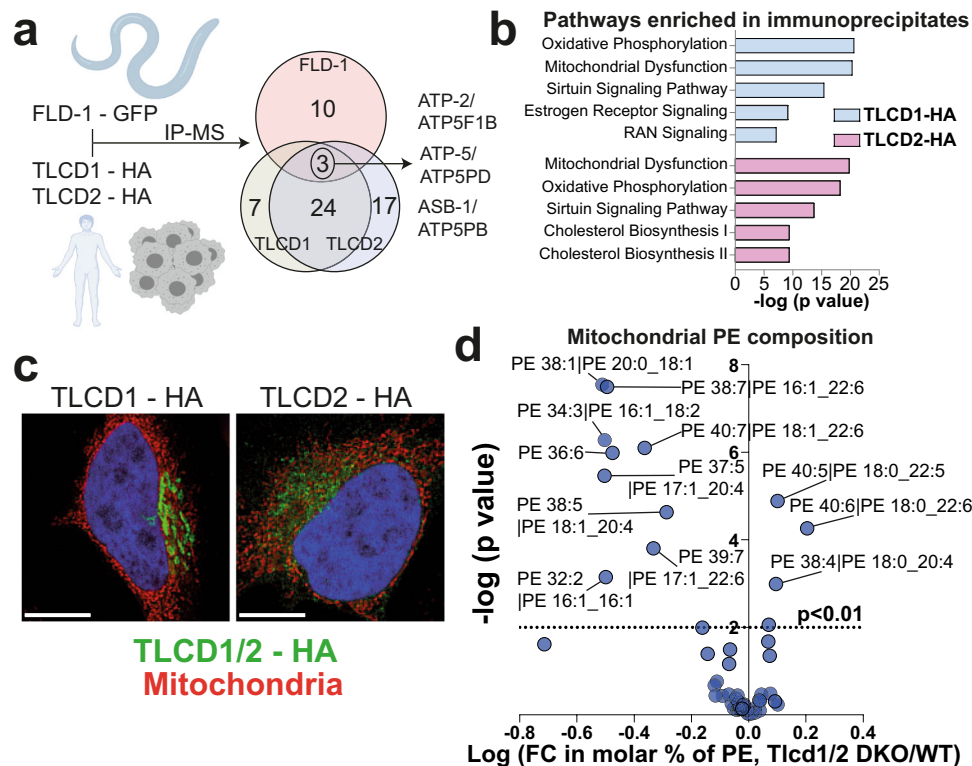 a
FLD-1 - GFP
IP-MS
TLCD1 - HA
TLCD2 - HA
FLD-1
10
3
7
24
17
TLCD1
TLCD2
ATP-2/
ATP5F1B
ATP-5/
ATP5PD
ASB-1/
ATP5PB
b
Pathways enriched in immunoprecipitates
Oxidative Phosphorylation
Mitochondrial Dysfunction
Sirtuin Signaling Pathway
Estrogen Receptor Signaling
RAN Signaling
Mitochondrial Dysfunction
Oxidative Phosphorylation
Sirtuin Signaling Pathway
Cholesterol Biosynthesis I
Cholesterol Biosynthesis II
TLCD1-HA
TLCD2-HA
0 5 10 15 20 25
-log (p value)
c
TLCD1 - HA
TLCD2 - HA
TLCD1/2 - HA
Mitochondria
d
Mitochondrial PE composition
-log (p value)
8
6
4
2
PE 38:1|PE 20:0_18:1
PE 38:7|PE 16:1_22:6
PE 34:3|PE 16:1_18:2
PE 40:7|PE 18:1_22:6
PE 36:6
PE 37:5
|PE 17:1_20:4
PE 40:5|PE 18:0_22:5
PE 40:6|PE 18:0_22:6
PE 38:5
|PE 18:1_20:4
PE 39:7
|PE 17:1_22:6
PE 38:4|PE 18:0_20:4
PE 32:2
|PE 16:1_16:1
p<0.01
-0.8 -0.6 -0.4 -0.2 0.0 0.2 0.4
Log (FC in molar % of PE, Tlcd1/2 DKO/WT)